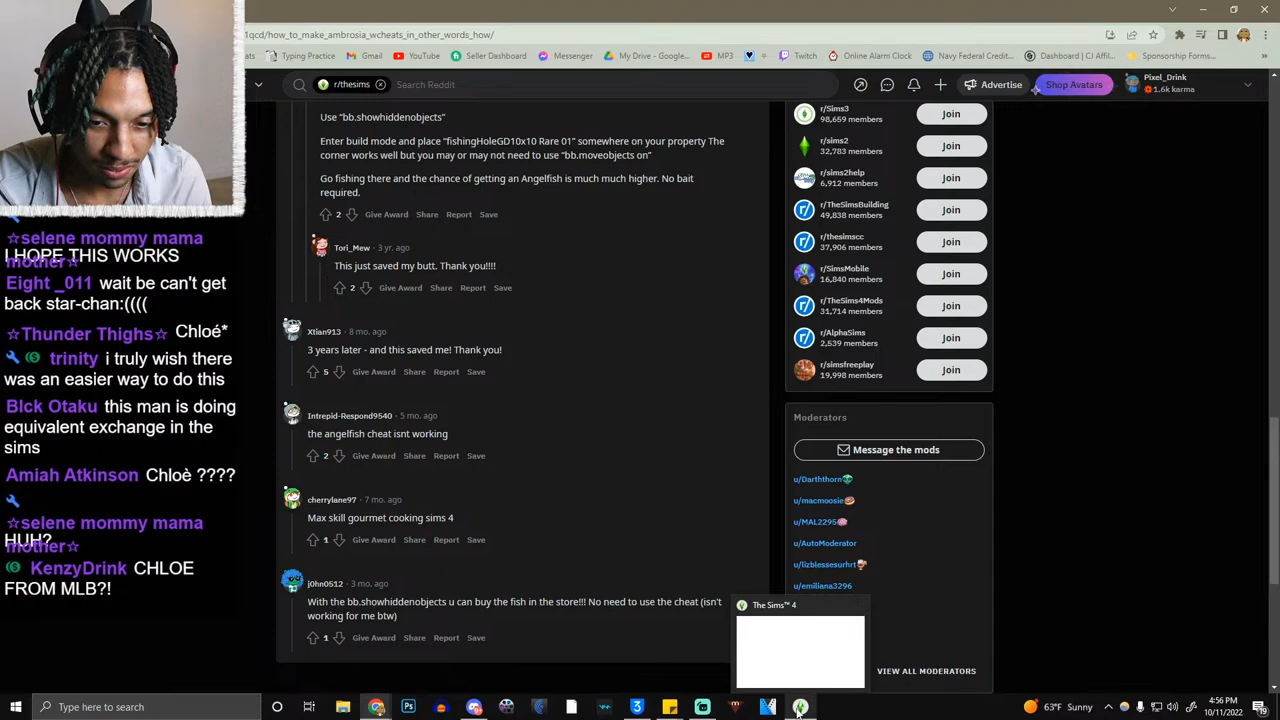 1qcd/how_to_make_ambrosia_wcheats_in_other_words_how/
Typing Practice
Gmail
YouTube
Seller Dashboard
Messenger
My Drive - Google...
MP3
Twitch
Online Alarm Clock
Navy Federal Credit...
Dashboard | CJ Affil...
Sponsorship Forms...
r/thesims
Search Reddit
Advertise
Shop Avatars
Pixel_Drink
1.6k karma
Use "bb.showhiddenobjects"
Enter build mode and place "fishingHoleGD10x10 Rare 01" somewhere on your property The
corner works well but you may or may not need to use "bb.moveobjects on"
Go fishing there and the chance of getting an Angelfish is much much higher. No bait
required.
2 Give Award Share Report Save
Tori_Mew · 3 yr. ago
This just saved my butt. Thank you!!!!
2 Give Award Share Report Save
Xtian913 · 8 mo. ago
3 years later - and this saved me! Thank you!
5 Give Award Share Report Save
Intrepid-Respond9540 · 5 mo. ago
the angelfish cheat isnt working
2 Give Award Share Report Save
cherrylane97 · 7 mo. ago
Max skill gourmet cooking sims 4
1 Give Award Share Report Save
j0hn0512 · 3 mo. ago
With the bb.showhiddenobjects u can buy the fish in the store!!! No need to use the cheat (isn't
working for me btw)
1 Give Award Share Report Save
r/Sims3
98,659 members
Join
r/sims2
32,783 members
Join
r/sims2help
6,912 members
Join
r/TheSimsBuilding
49,838 members
Join
r/thesimscc
37,906 members
Join
r/SimsMobile
16,840 members
Join
r/TheSims4Mods
31,714 members
Join
r/AlphaSims
2,539 members
Join
r/simsfreeplay
19,998 members
Join
Moderators
Message the mods
u/Darththorn
u/macmoosie
u/MAL2295
u/AutoModerator
u/lizblessesurhrt
u/emiliana3296
VIEW ALL MODERATORS
The Sims™ 4
☆selene mommy mama
mother☆
I HOPE THIS WORKS
Eight _011 wait be can't get
back star-chan:((((
☆Thunder Thighs☆ Chloé*
trinity i truly wish there
was an easier way to do this
Blck Otaku this man is doing
equivalent exchange in the
sims
Amiah Atkinson Chloè ????
☆selene mommy mama
mother☆
HUH?
KenzyDrink CHLOE
FROM MLB?!
Type here to search
63°F Sunny
4:56 PM
10/11/2022
19